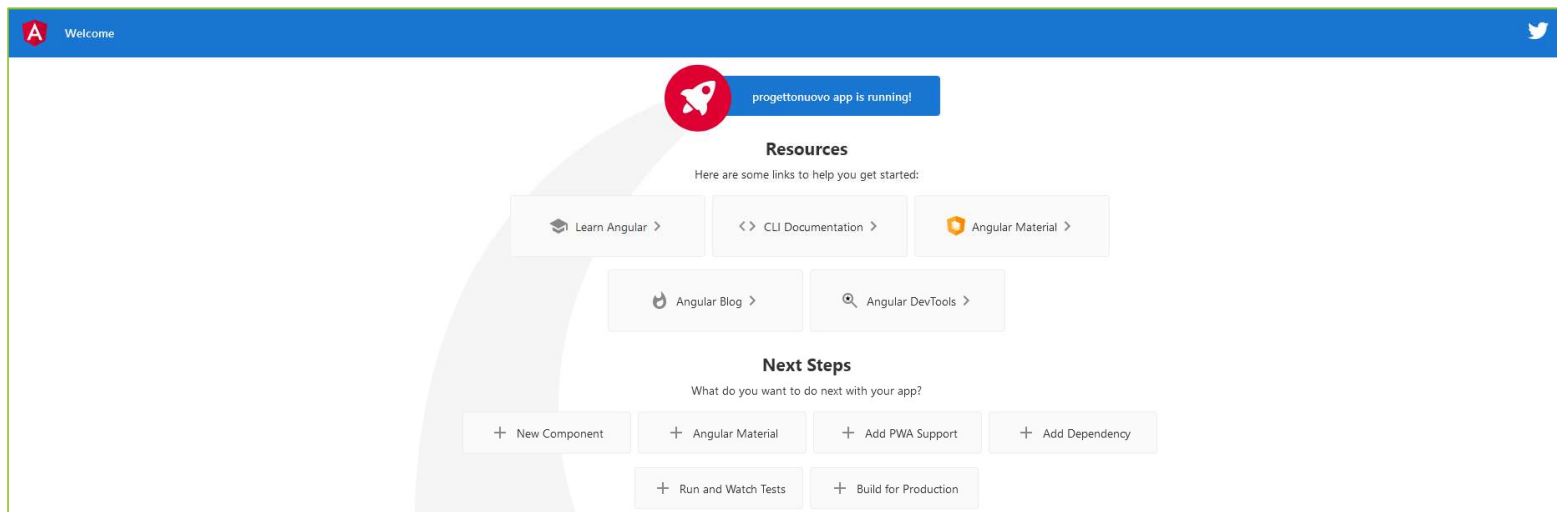 Welcome
progettonuovo app is running!
Resources
Here are some links to help you get started:
Learn Angular
CLI Documentation
Angular Material
Angular Blog
Angular DevTools
Next Steps
What do you want to do next with your app?
New Component
Angular Material
Add PWA Support
Add Dependency
Run and Watch Tests
Build for Production